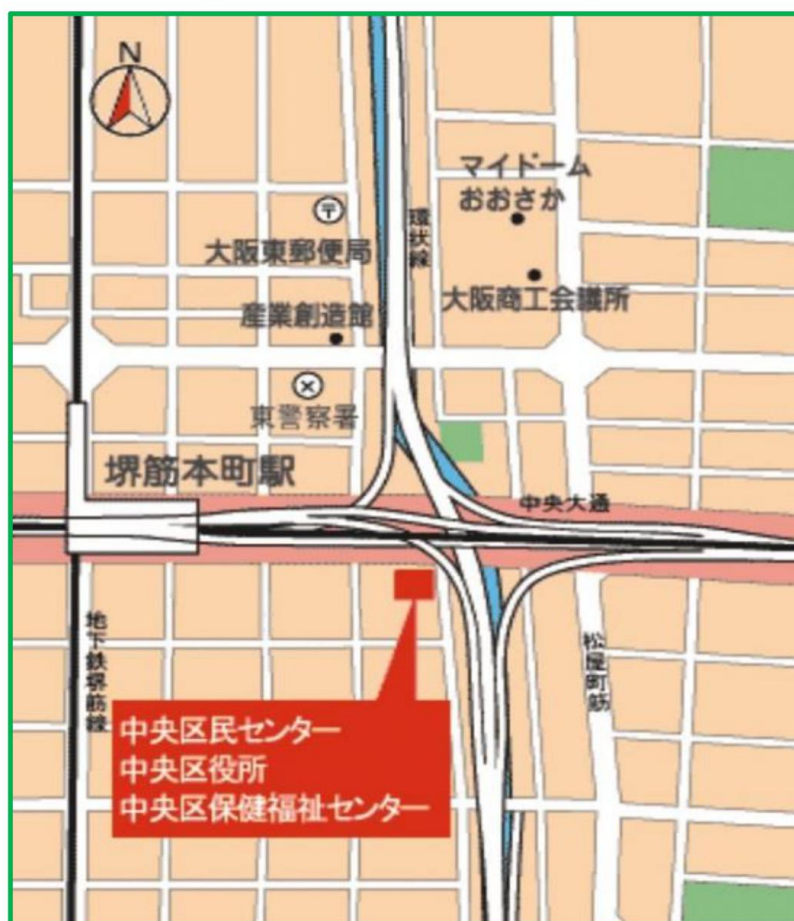 N
マイドーム
おおさか
環状線
〒
大阪東郵便局
大阪商工会議所
産業創造館
東警察署
堺筋本町駅
中央大通
地下鉄堺筋線
松屋町筋
中央区民センター
中央区役所
中央区保健福祉センター